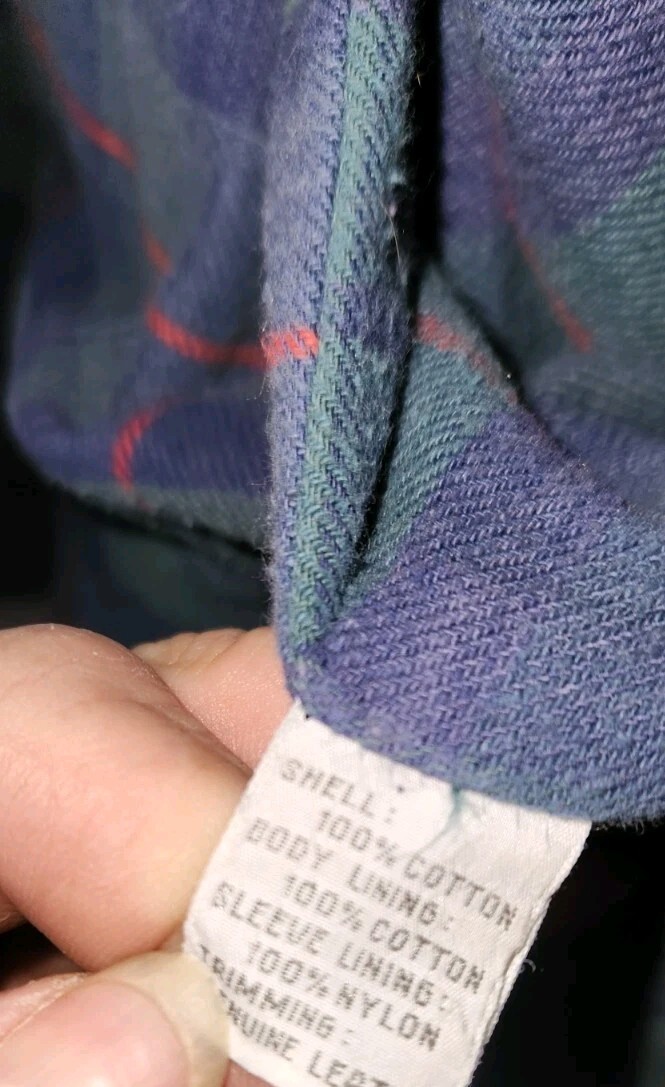 SHELL:
100% COTTON
BODY LINING:
100% COTTON
SLEEVE LINING:
100% NYLON
TRIMMING: